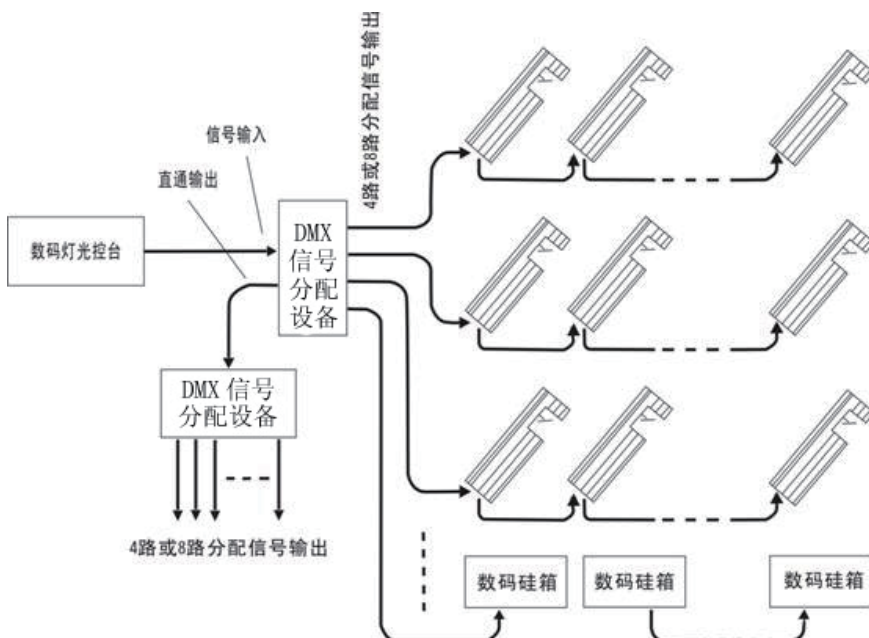 4路或8路分配信号输出
信号输入
直通输出
数码灯光控台
DMX
信号
分配
设备
DMX 信号
分配设备
4路或8路分配信号输出
数码硅箱
数码硅箱
数码硅箱